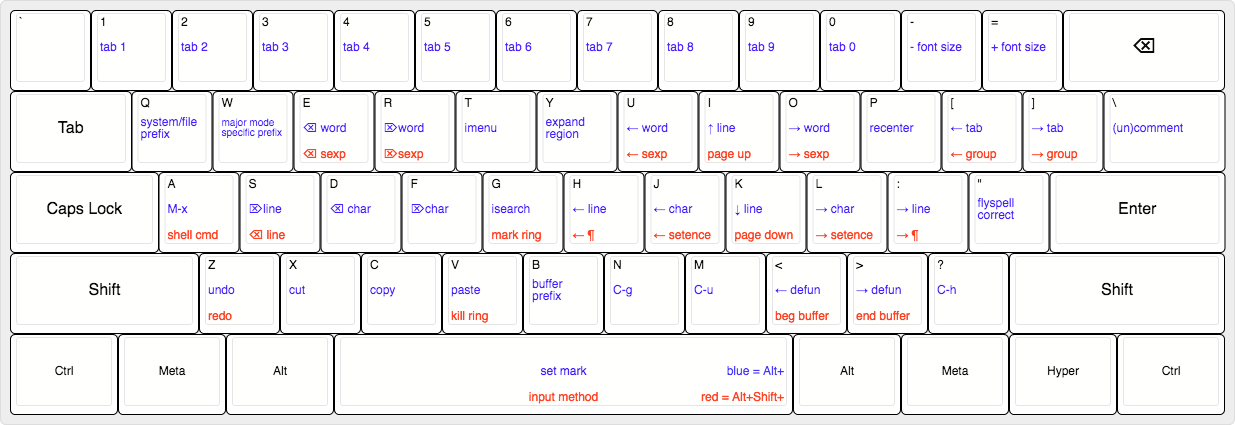 ` 1 2 3 4 5 6 7 8 9 0 - =
tab 1 tab 2 tab 3 tab 4 tab 5 tab 6 tab 7 tab 8 tab 9 tab 0 - font size + font size ⌫
Q W E R T Y U I O P [ ] \
Tab system/file prefix major mode specific prefix ⌫ word ⌦word imenu expand region ← word ↑ line → word recenter ← tab → tab (un)comment
⌫ sexp ⌦sexp ← sexp page up → sexp ← group → group
A S D F G H J K L : "
Caps Lock M-x ⌦line ⌫ char ⌦char isearch ← line ← char ↓ line → char → line flyspell correct Enter
shell cmd ⌫ line mark ring ← ¶ ← setence page down → setence → ¶
Z X C V B N M < > ?
Shift undo cut copy paste buffer prefix C-g C-u ← defun → defun C-h Shift
redo kill ring beg buffer end buffer
Ctrl Meta Alt set mark blue = Alt+ Alt Meta Hyper Ctrl
input method red = Alt+Shift+